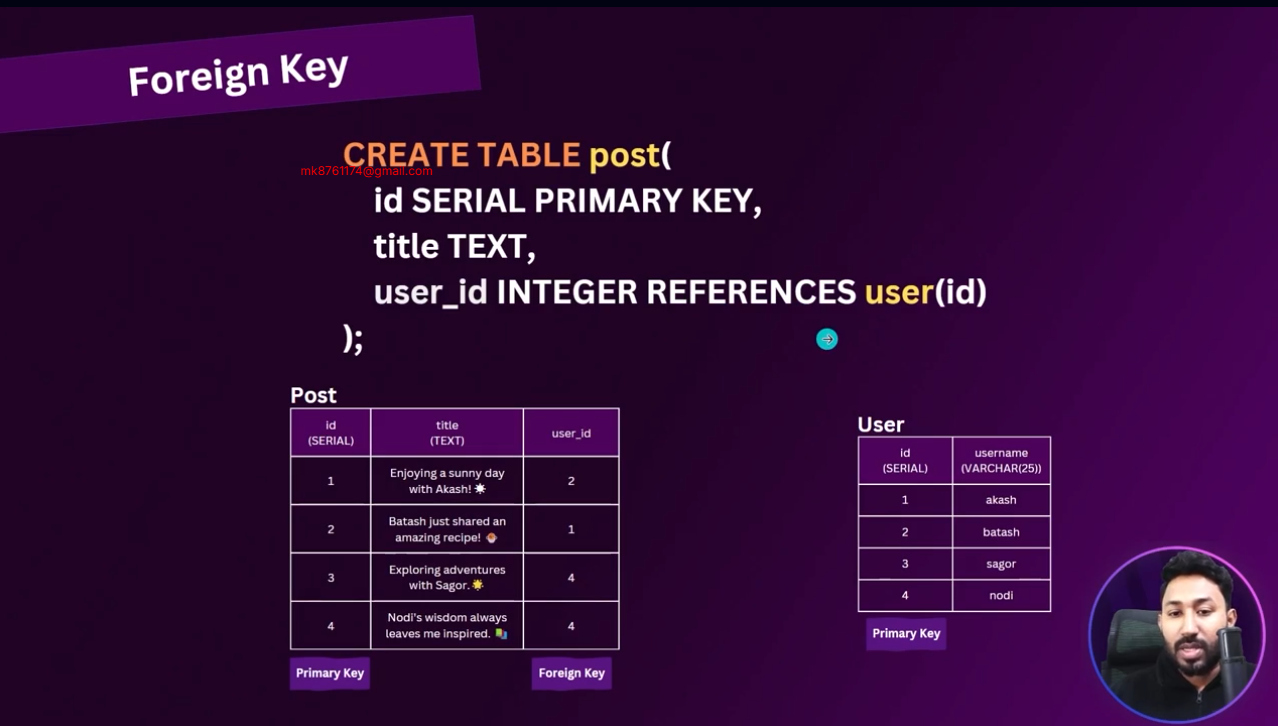 Foreign Key
CREATE TABLE post(
mk8761174@gmail.com
id SERIAL PRIMARY KEY,
title TEXT,
user_id INTEGER REFERENCES user(id)
);
Post
id title user_id
(SERIAL) (TEXT)
1 Enjoying a sunny day 2
with Akash! ☀️
2 Batash just shared an 1
amazing recipe!
3 Exploring adventures 4
with Sagor. 🌟
4 Nodi's wisdom always 4
leaves me inspired. 📚
Primary Key Foreign Key
User
id username
(SERIAL) (VARCHAR(25))
1 akash
2 batash
3 sagor
4 nodi
Primary Key